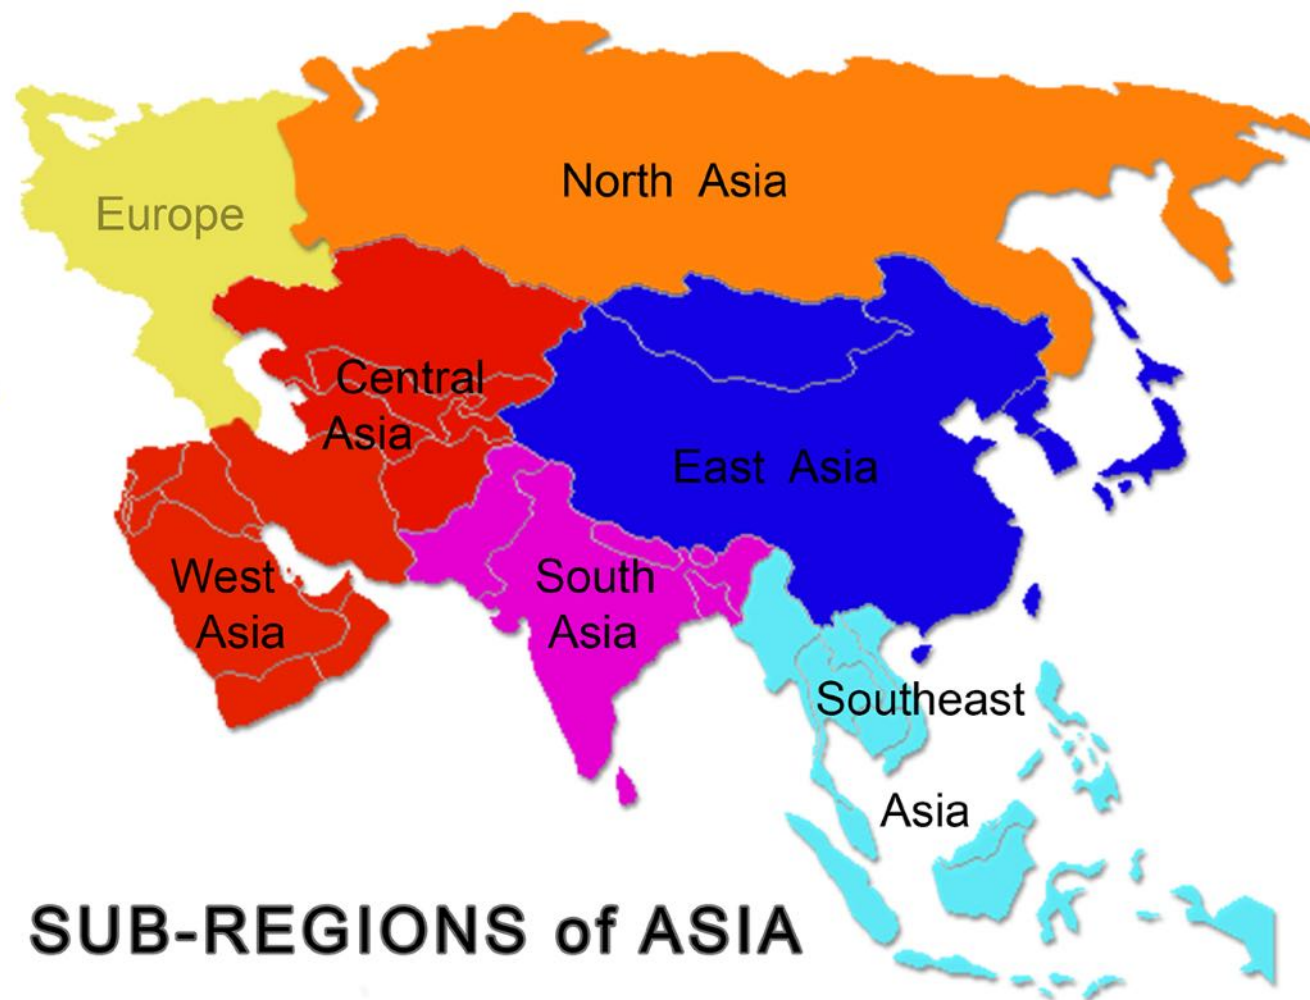 North Asia
Europe
Central
Asia
East Asia
West
Asia
South
Asia
Southeast
Asia
SUB-REGIONS of ASIA